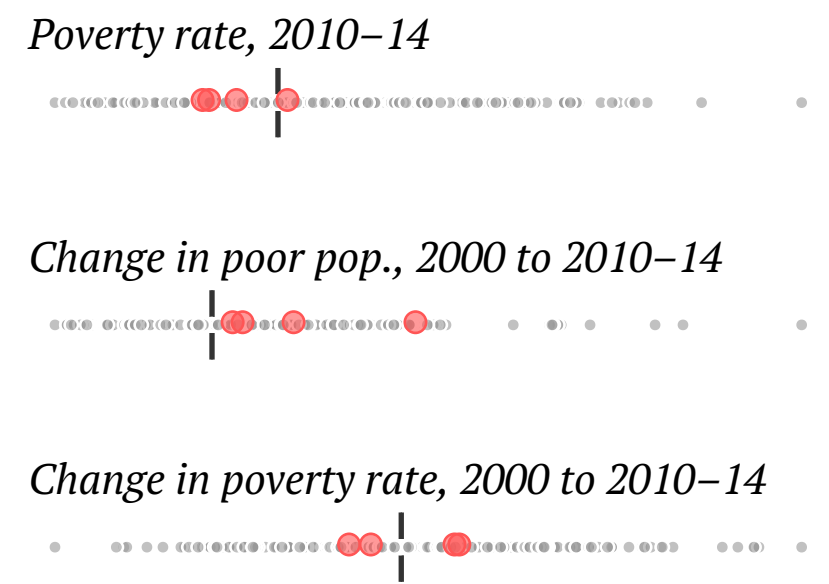 Poverty rate, 2010–14
Change in poor pop., 2000 to 2010–14
Change in poverty rate, 2000 to 2010–14